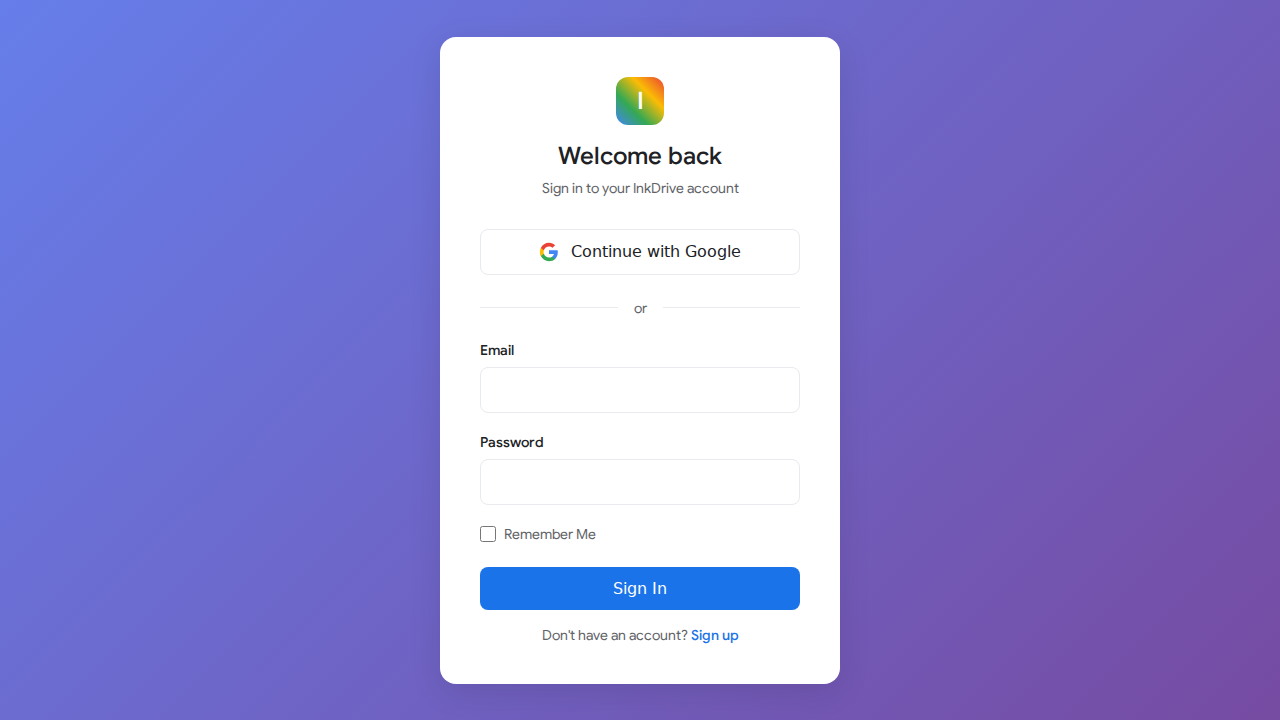 I
Welcome back
Sign in to your InkDrive account
Continue with Google
or
Email
Password
Remember Me
Sign In
Don't have an account? Sign up